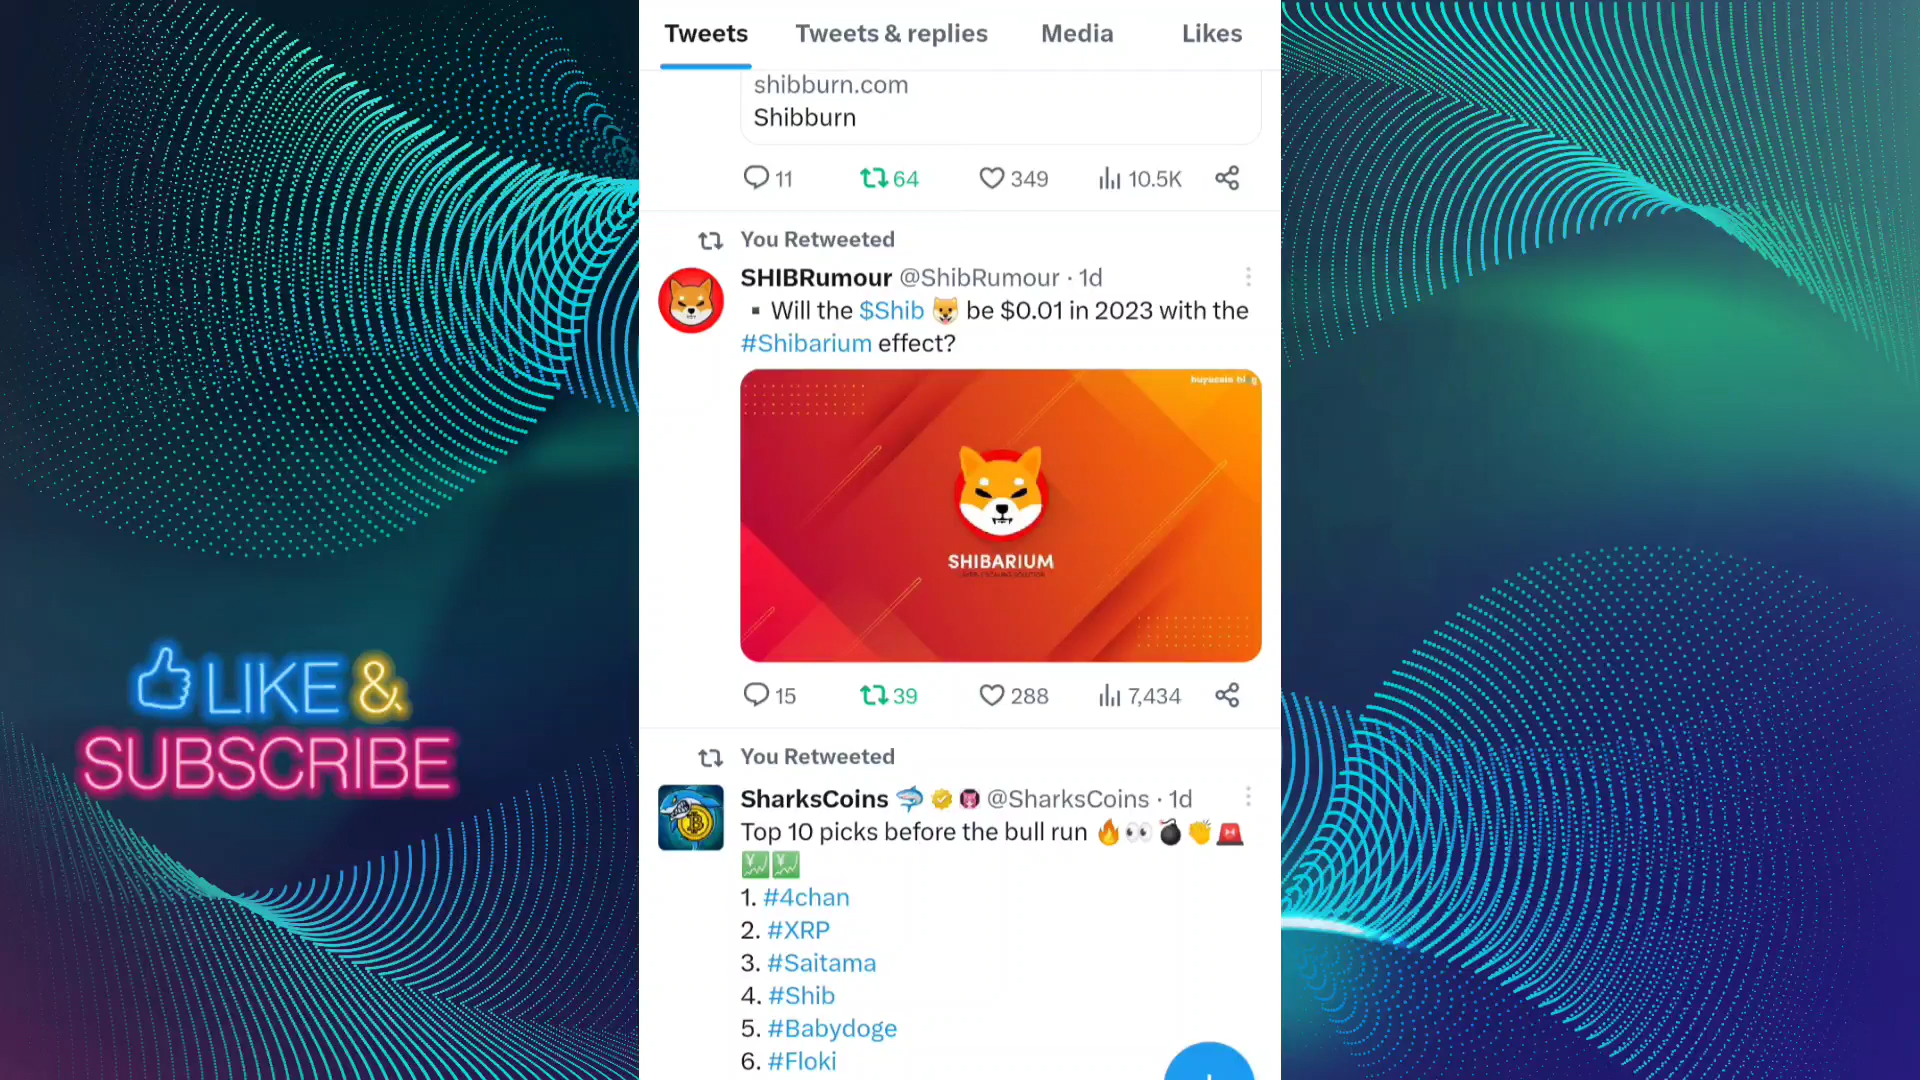 Tweets Tweets & replies Media Likes
shibburn.com
Shibburn
11 64 349 10.5K
You Retweeted
SHIBRumour @ShibRumour · 1d
▪ Will the $Shib be $0.01 in 2023 with the
#Shibarium effect?
SHIBARIUM
15 39 288 7,434
You Retweeted
SharksCoins @SharksCoins · 1d
Top 10 picks before the bull run
1. #4chan
2. #XRP
3. #Saitama
4. #Shib
5. #Babydoge
6. #Floki
LIKE &
SUBSCRIBE